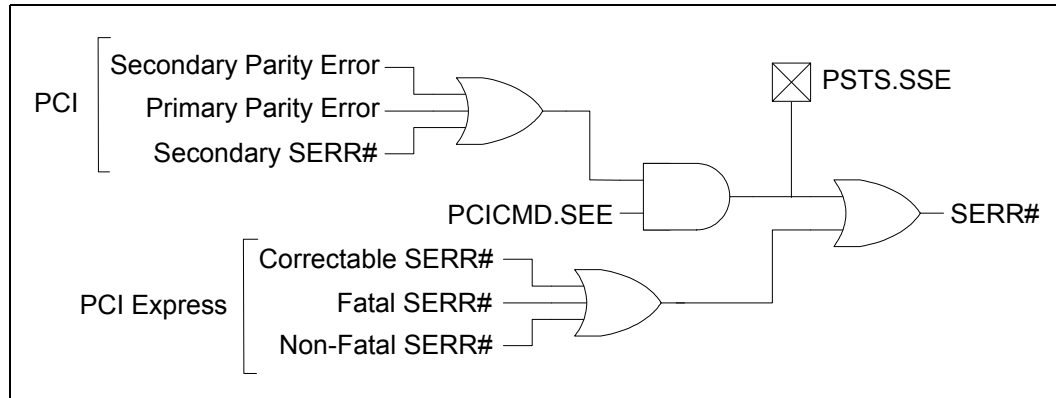 PCI
Secondary Parity Error
Primary Parity Error
Secondary SERR#
PSTS.SSE
PCICMD.SEE
SERR#
PCI Express
Correctable SERR#
Fatal SERR#
Non-Fatal SERR#